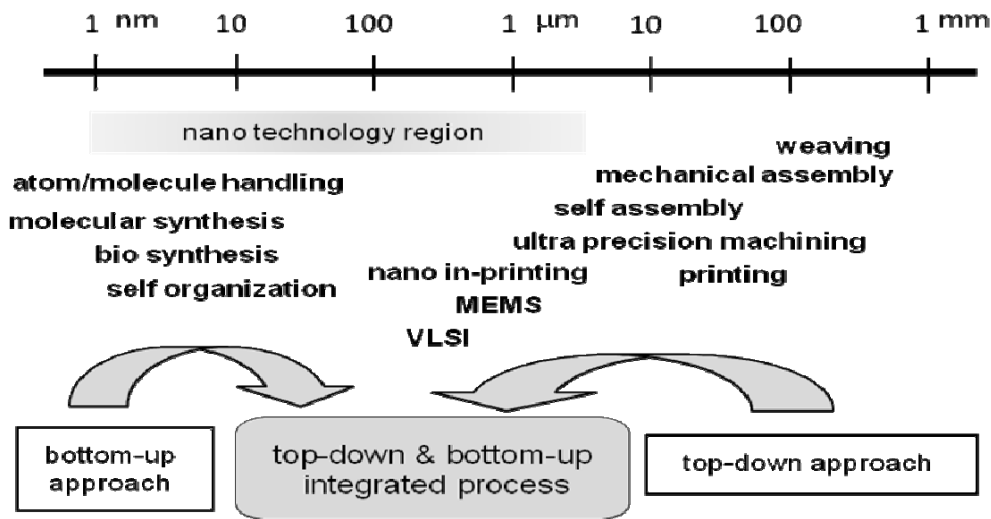 1 nm 10 100 1 μm 10 100 1 mm
nano technology region
weaving
atom/molecule handling
mechanical assembly
molecular synthesis
self assembly
bio synthesis
ultra precision machining
self organization
nano in-printing
printing
MEMS
VLSI
bottom-up
approach
top-down & bottom-up
integrated process
top-down approach